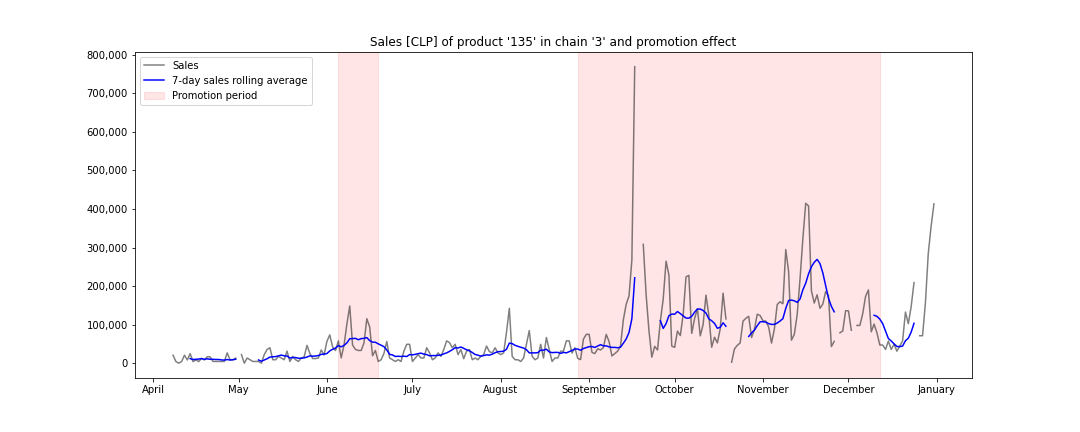 Sales [CLP] of product '135' in chain '3' and promotion effect
800,000
700,000
600,000
500,000
400,000
300,000
200,000
100,000
0
Sales
7-day sales rolling average
Promotion period
April May June July August September October November December January